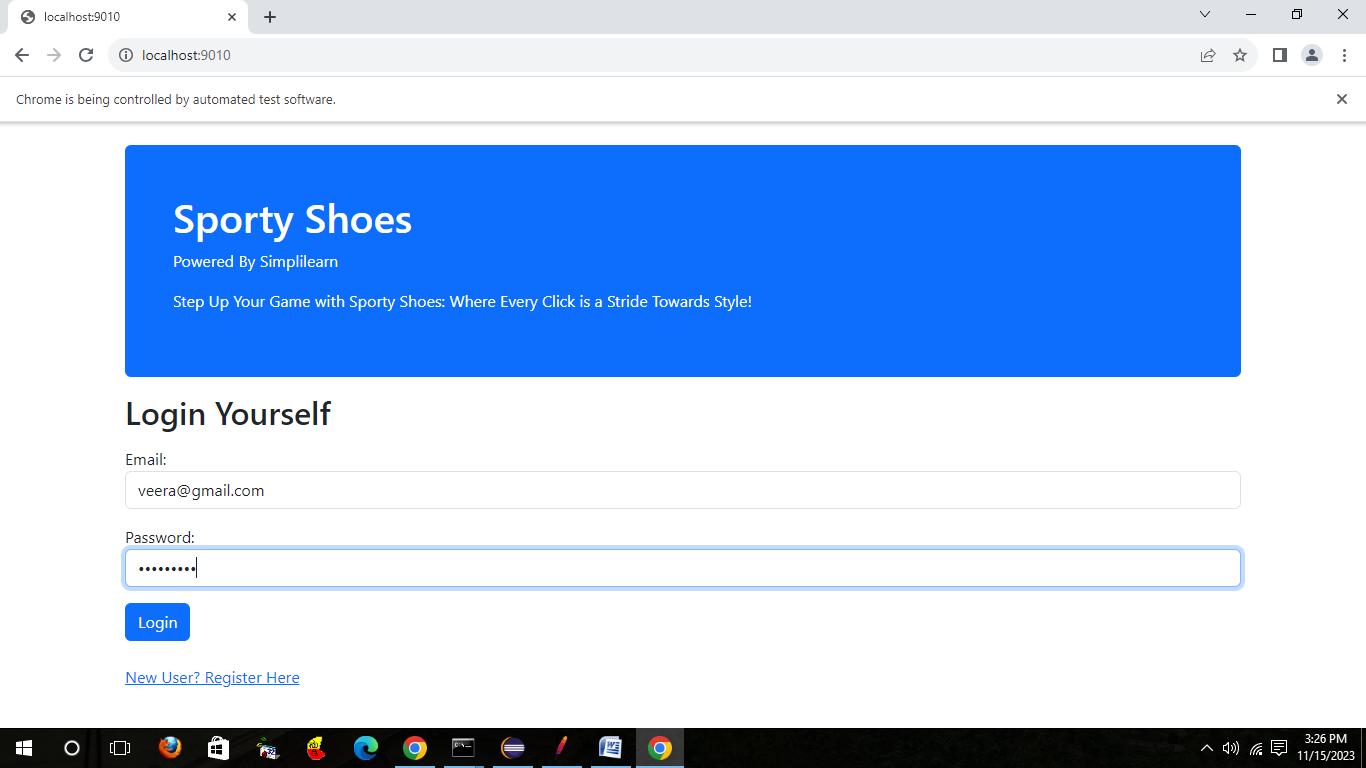 localhost:9010
localhost:9010
Chrome is being controlled by automated test software.
Sporty Shoes
Powered By Simplilearn
Step Up Your Game with Sporty Shoes: Where Every Click is a Stride Towards Style!
Login Yourself
Email:
veera@gmail.com
Password:
•••••••••
Login
New User? Register Here
3:26 PM
11/15/2023